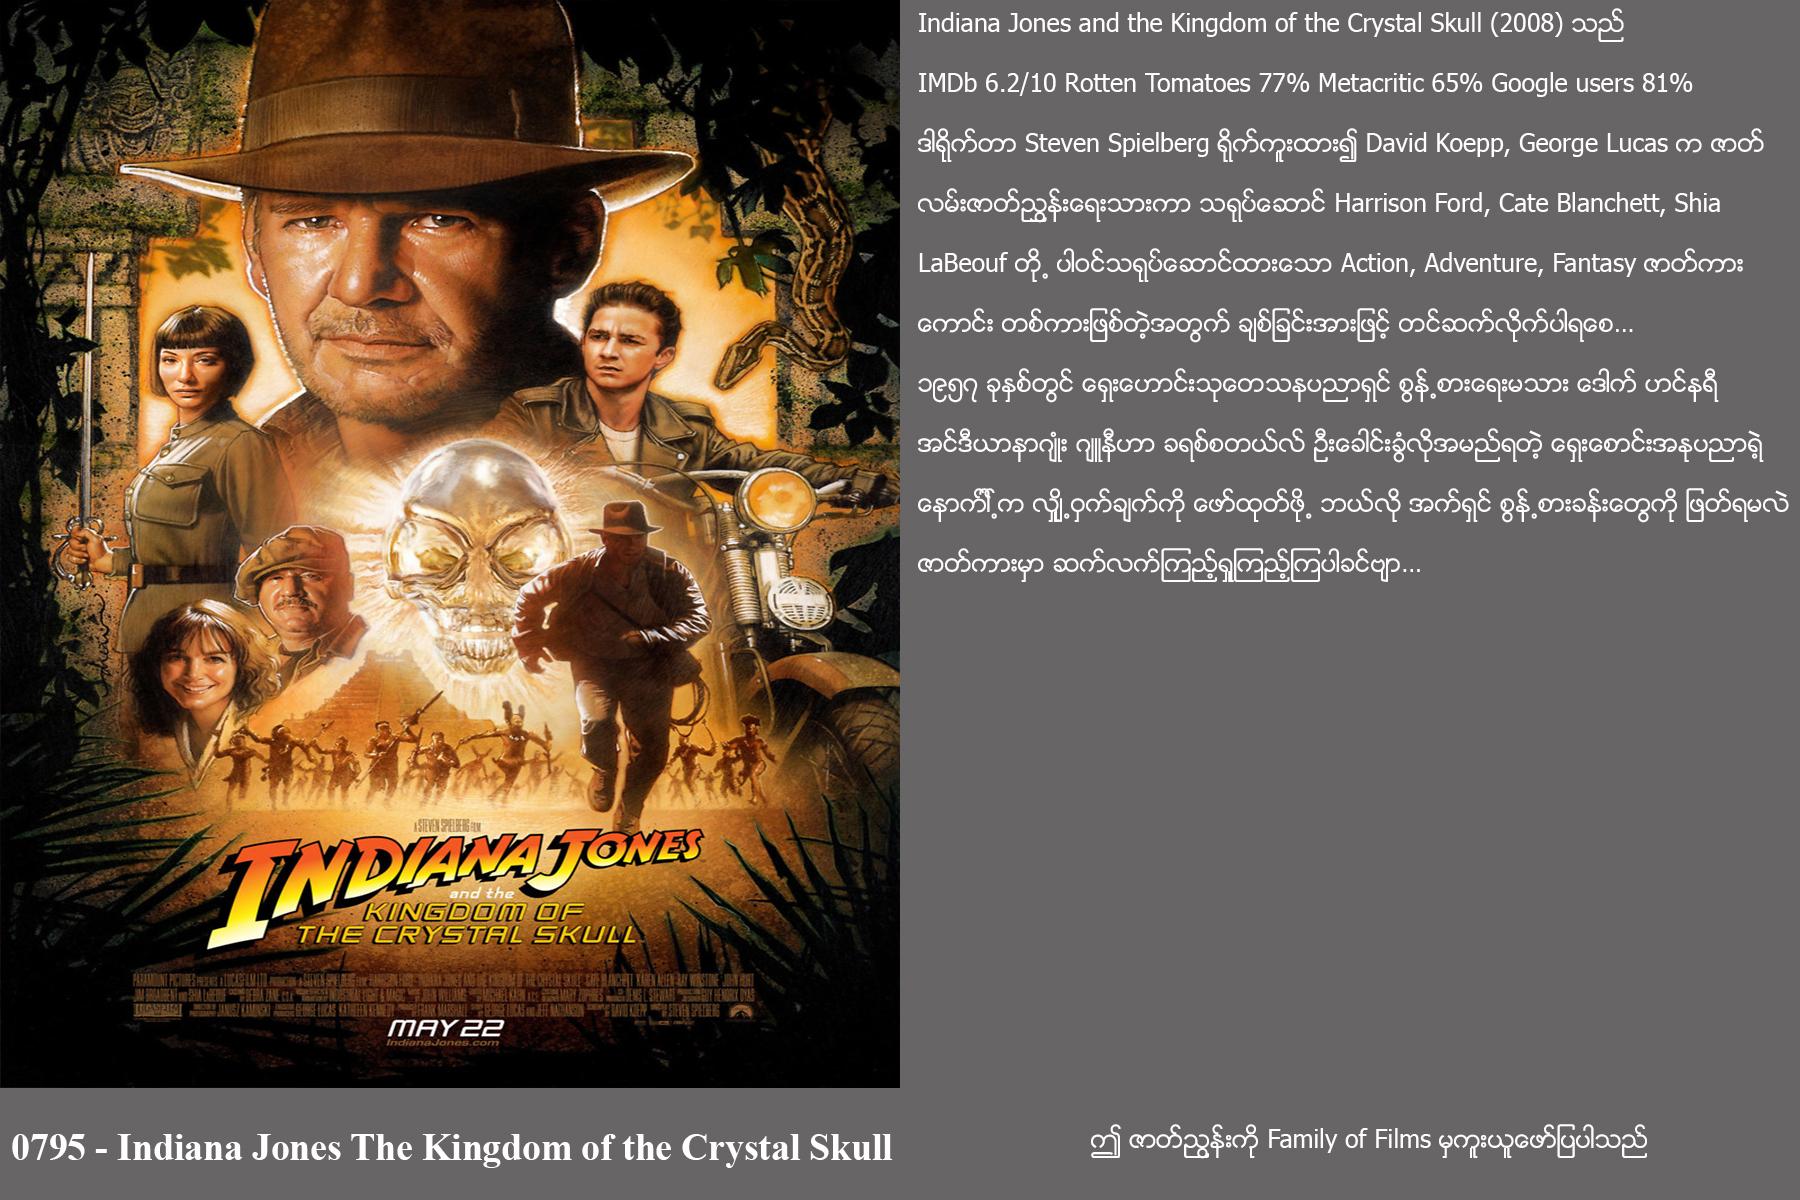 Indiana Jones and the Kingdom of the Crystal Skull (2008) သည်
IMDb 6.2/10 Rotten Tomatoes 77% Metacritic 65% Google users 81%
ဒါရိုက်တာ Steven Spielberg ရိုက်ကူးထား၍ David Koepp, George Lucas က ဇာတ်
လမ်းဇာတ်ညွှန်းရေးသားကာ သရုပ်ဆောင် Harrison Ford, Cate Blanchett, Shia
LaBeouf တို့ ပါဝင်သရုပ်ဆောင်ထားသော Action, Adventure, Fantasy ဇာတ်ကား
ကောင်း တစ်ကားဖြစ်တဲ့အတွက် ချစ်ခြင်းအားဖြင့် တင်ဆက်လိုက်ပါရစေ...
၁၉၅၇ ခုနှစ်တွင် ရှေးဟောင်းသုတေသနပညာရှင် စွန့်စားရေးမသား ဒေါက် ဟင်နရီ
အင်ဒီယာနာဂျုံး ဂျူနီဟာ ခရစ်စတယ်လ် ဦးခေါင်းခွံလိုအမည်ရတဲ့ ရှေးစောင်းအနုပညာရဲ့
နောက်ကွယ်က လျှို့ဝှက်ချက်ကို ဖော်ထုတ်ဖို့ ဘယ်လို အက်ရှင် စွန့်စားခန်းတွေကို ဖြတ်ရမလဲ
ဇာတ်ကားမှာ ဆက်လက်ကြည့်ရှုကြည့်ကြပါခင်ဗျာ...
A STEVEN SPIELBERG FILM
INDIANA JONES
and the
KINGDOM OF
THE CRYSTAL SKULL
MAY 22
IndianaJones.com
0795 - Indiana Jones The Kingdom of the Crystal Skull
ဤ ဇာတ်ညွှန်းကို Family of Films မှကူးယူဖော်ပြပါသည်